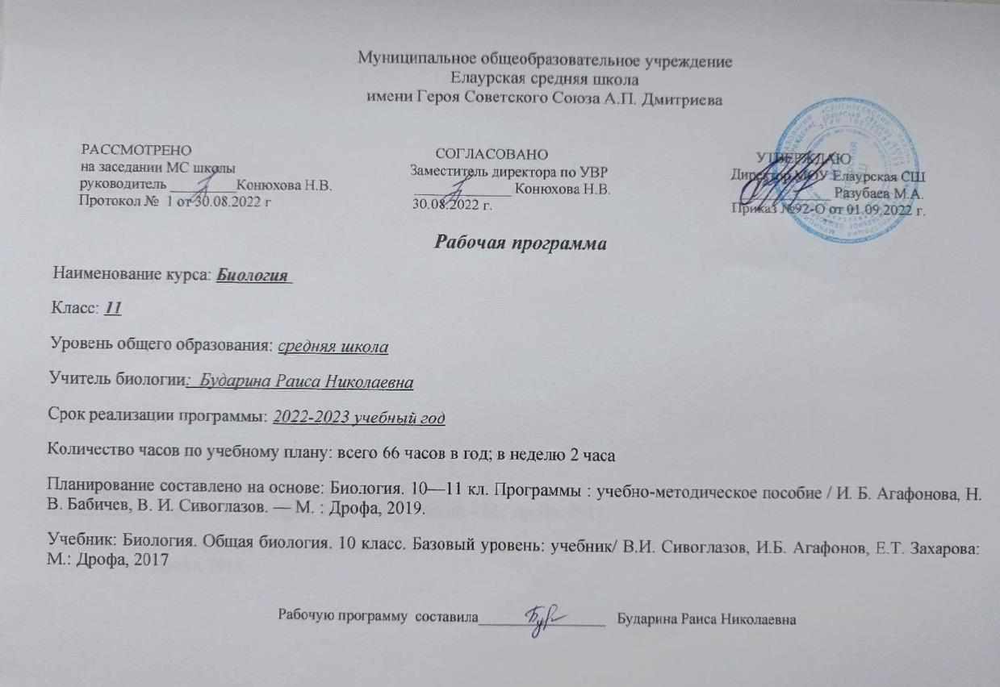 Муниципальное общеобразовательное учреждение
Елаурская средняя школа
имени Героя Советского Союза А.П. Дмитриева
РАССМОТРЕНО
на заседании МС школы
руководитель _________ Конюхова Н.В.
Протокол № 1 от 30.08.2022 г
СОГЛАСОВАНО
Заместитель директора по УВР
_____________ Конюхова Н.В.
30.08.2022 г.
УТВЕРЖДАЮ
Директор МОУ Елаурская СШ
_____________ Разубаев М.А.
Приказ №92-О от 01.09.2022 г.
Рабочая программа
Наименование курса: Биология
Класс: 11
Уровень общего образования: средняя школа
Учитель биологии: Бударина Раиса Николаевна
Срок реализации программы: 2022-2023 учебный год
Количество часов по учебному плану: всего 66 часов в год; в неделю 2 часа
Планирование составлено на основе: Биология. 10—11 кл. Программы : учебно-методическое пособие / И. Б. Агафонова, Н.
В. Бабичев, В. И. Сивоглазов. — М. : Дрофа, 2019.
Учебник: Биология. Общая биология. 10 класс. Базовый уровень: учебник/ В.И. Сивоглазов, И.Б. Агафонов, Е.Т. Захарова:
М.: Дрофа, 2017
Рабочую программу составила_________________ Бударина Раиса Николаевна